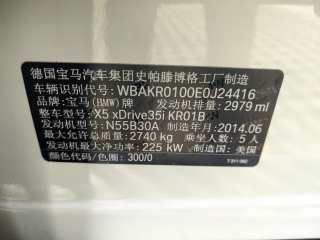 德国宝马汽车集团史帕滕博格工厂制造
车辆识别代号: WBAKR0100E0J24416
品牌: 宝马(BMW)牌 发动机排量: 2979 ml
型号: X5 xDrive35i KR01B
发动机型号: N55B30A 制造年月: 2014.06
最大允许总质量: 2740 kg 乘坐人数: 5 人
发动机最大净功率: 225 kW 制造国: 美国
颜色/颜色代码: 300/0
7 311 092